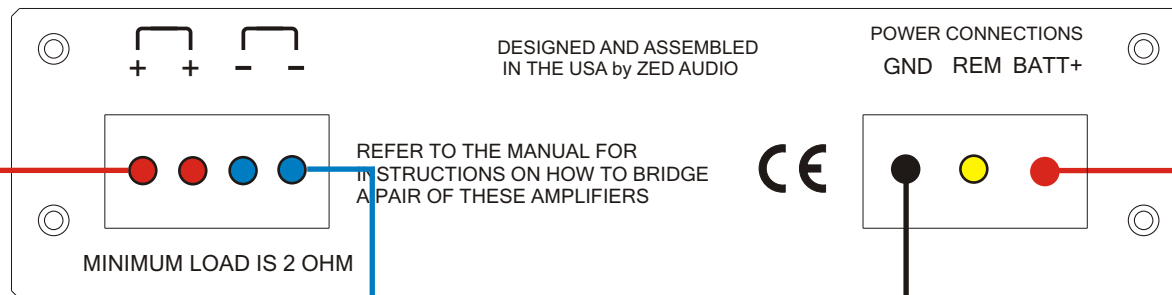 + + − −
DESIGNED AND ASSEMBLED
IN THE USA by ZED AUDIO
POWER CONNECTIONS
GND REM BATT+
REFER TO THE MANUAL FOR
INSTRUCTIONS ON HOW TO BRIDGE
A PAIR OF THESE AMPLIFIERS
CE
MINIMUM LOAD IS 2 OHM